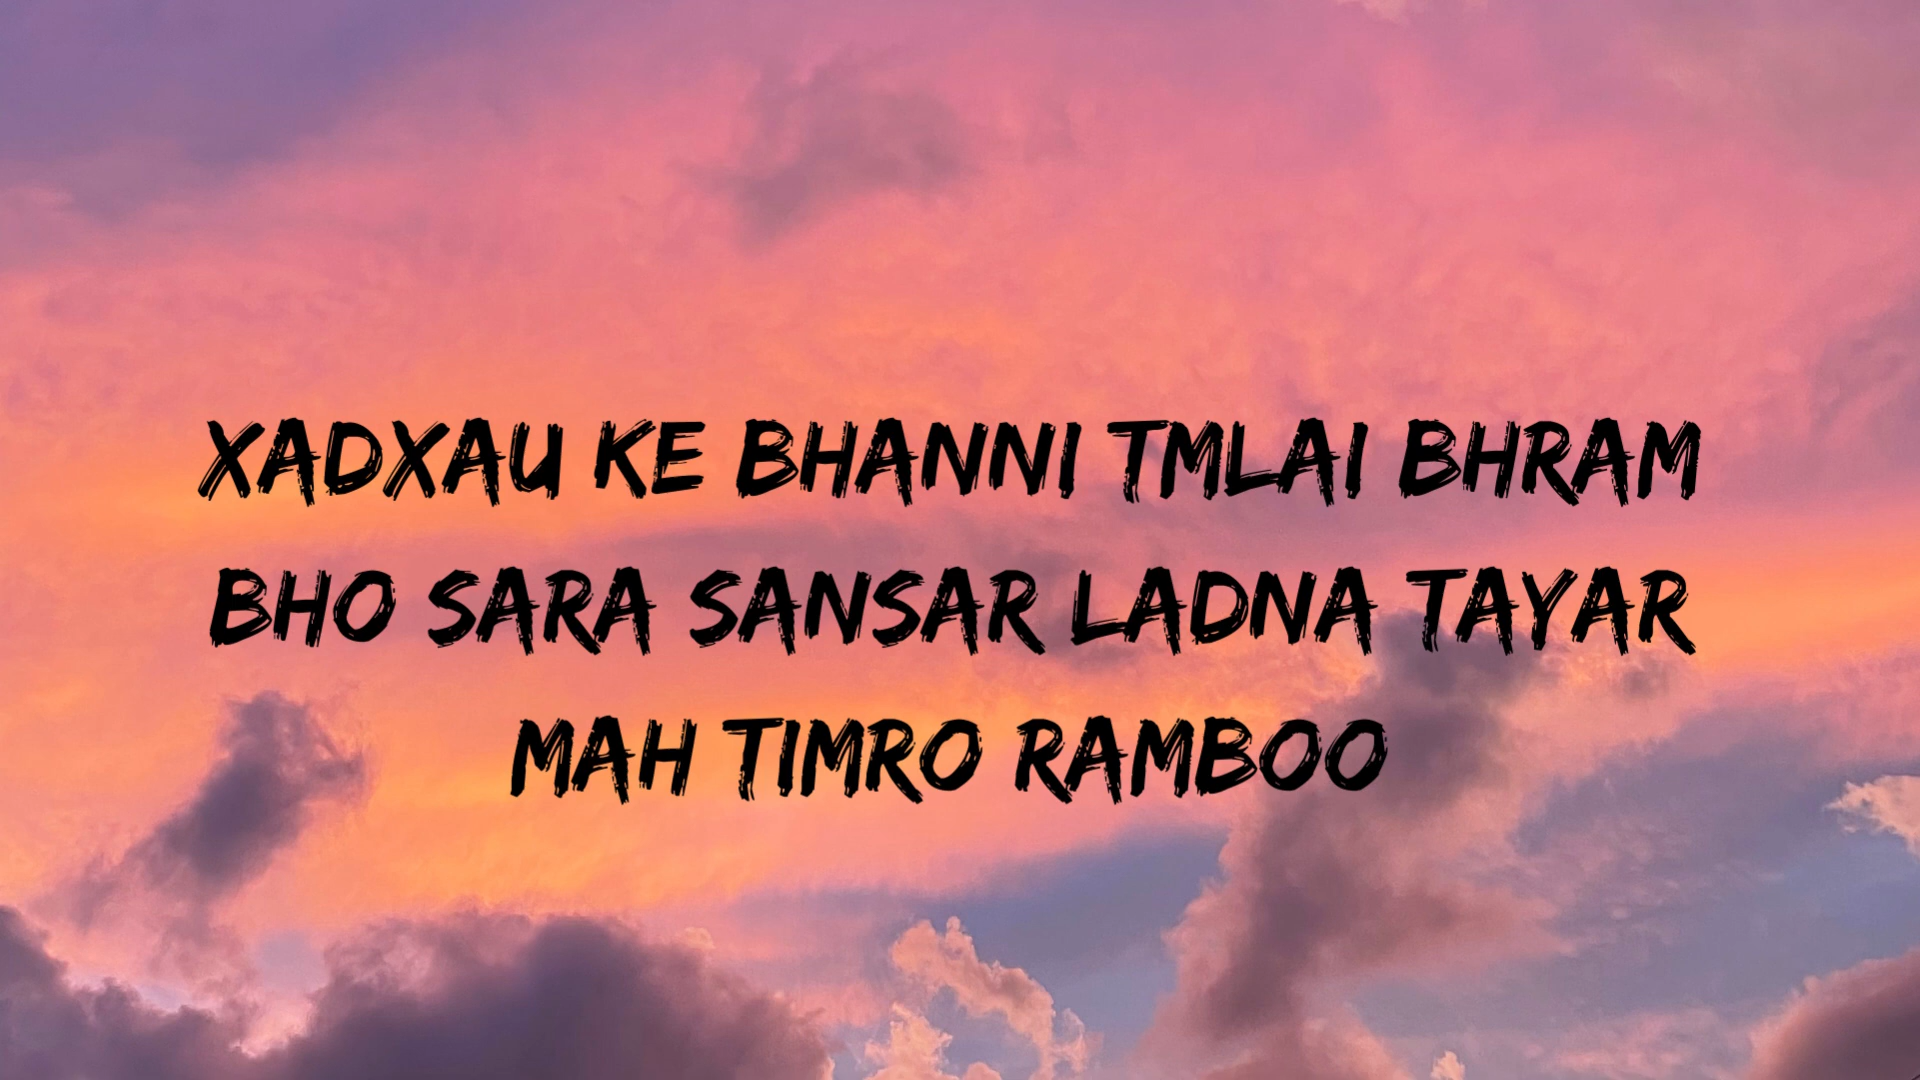 XADXAU KE BHANNI TMLAI BHRAM
BHO SARA SANSAR LADNA TAYAR
MAH TIMRO RAMBOO